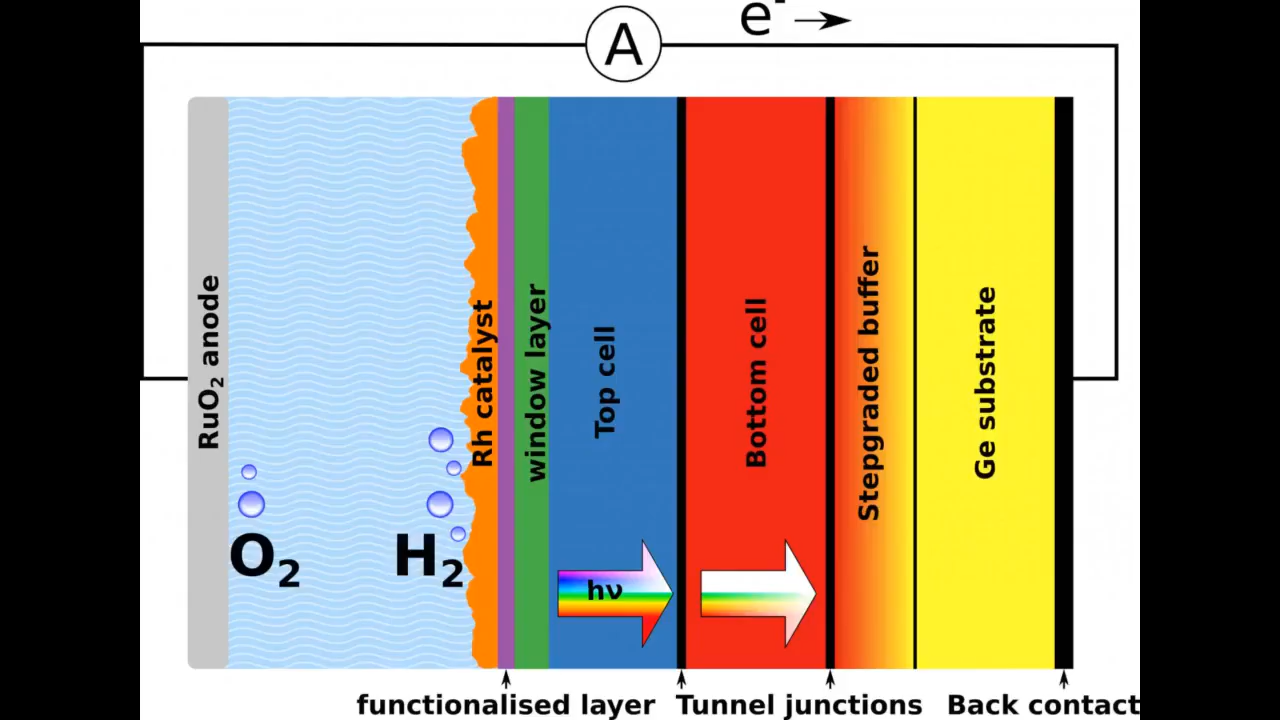 e-
A
RuO2 anode
Rh catalyst
window layer
Top cell
Bottom cell
Stepgraded buffer
Ge substrate
O2
H2
hν
functionalised layer
Tunnel junctions
Back contact